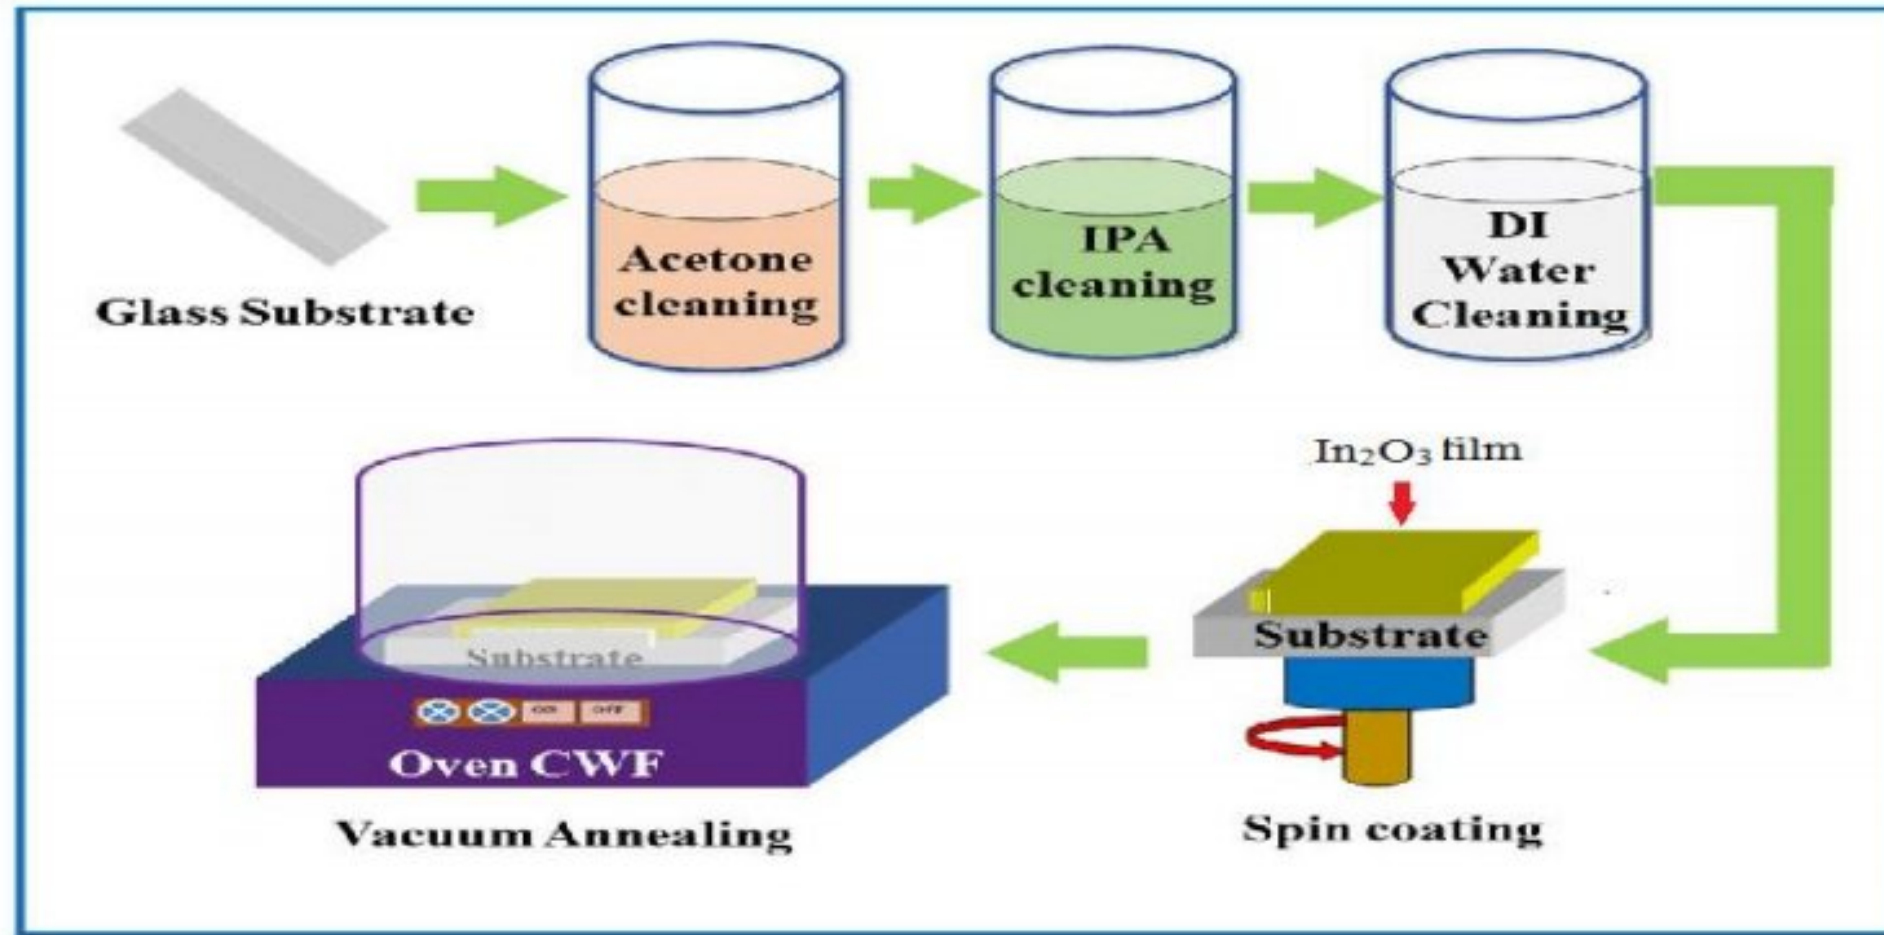 Glass Substrate
Acetone
cleaning
IPA
cleaning
DI
Water
Cleaning
In₂O₃ film
Substrate
Spin coating
Substrate
OFF
Oven CWF
Vacuum Annealing